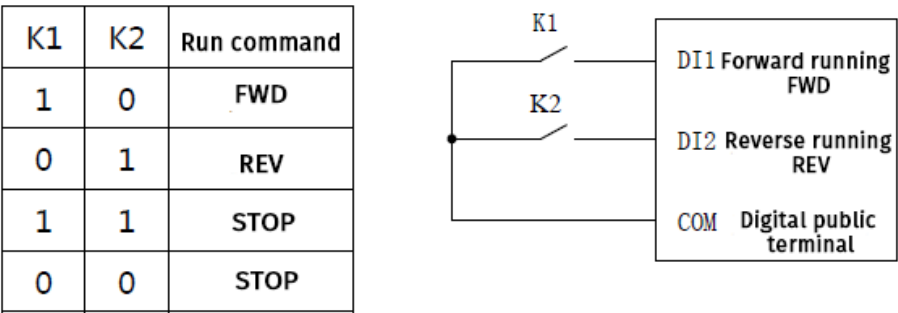 K1 K2 Run command
1 0 FWD
0 1 REV
1 1 STOP
0 0 STOP
K1
DI1 Forward running
FWD
K2
DI2 Reverse running
REV
COM Digital public
terminal